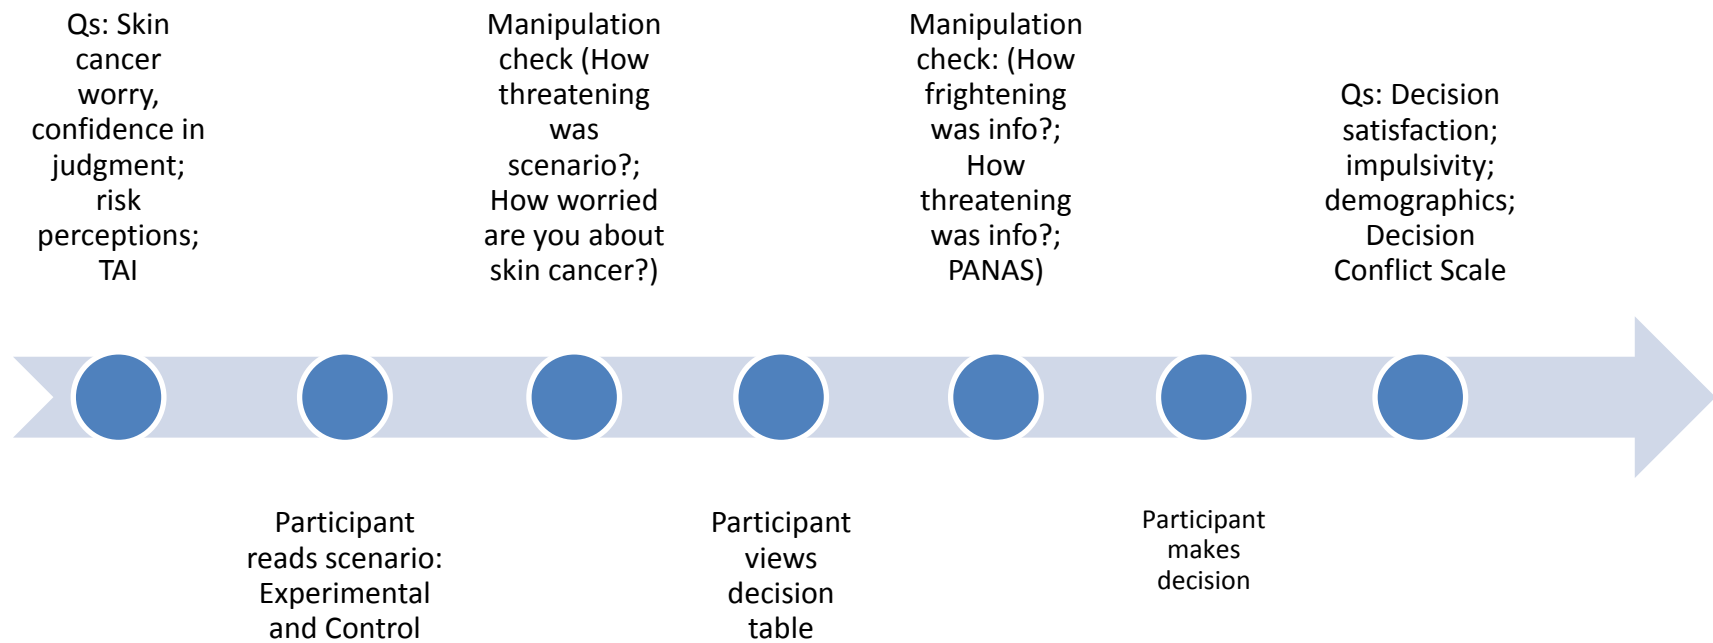 Qs: Skin
cancer
worry,
confidence in
judgment;
risk
perceptions;
TAI
Manipulation
check (How
threatening
was
scenario?;
How worried
are you about
skin cancer?)
Manipulation
check: (How
frightening
was info?;
How
threatening
was info?;
PANAS)
Qs: Decision
satisfaction;
impulsivity;
demographics;
Decision
Conflict Scale
Participant
reads scenario:
Experimental
and Control
Participant
views
decision
table
Participant
makes
decision